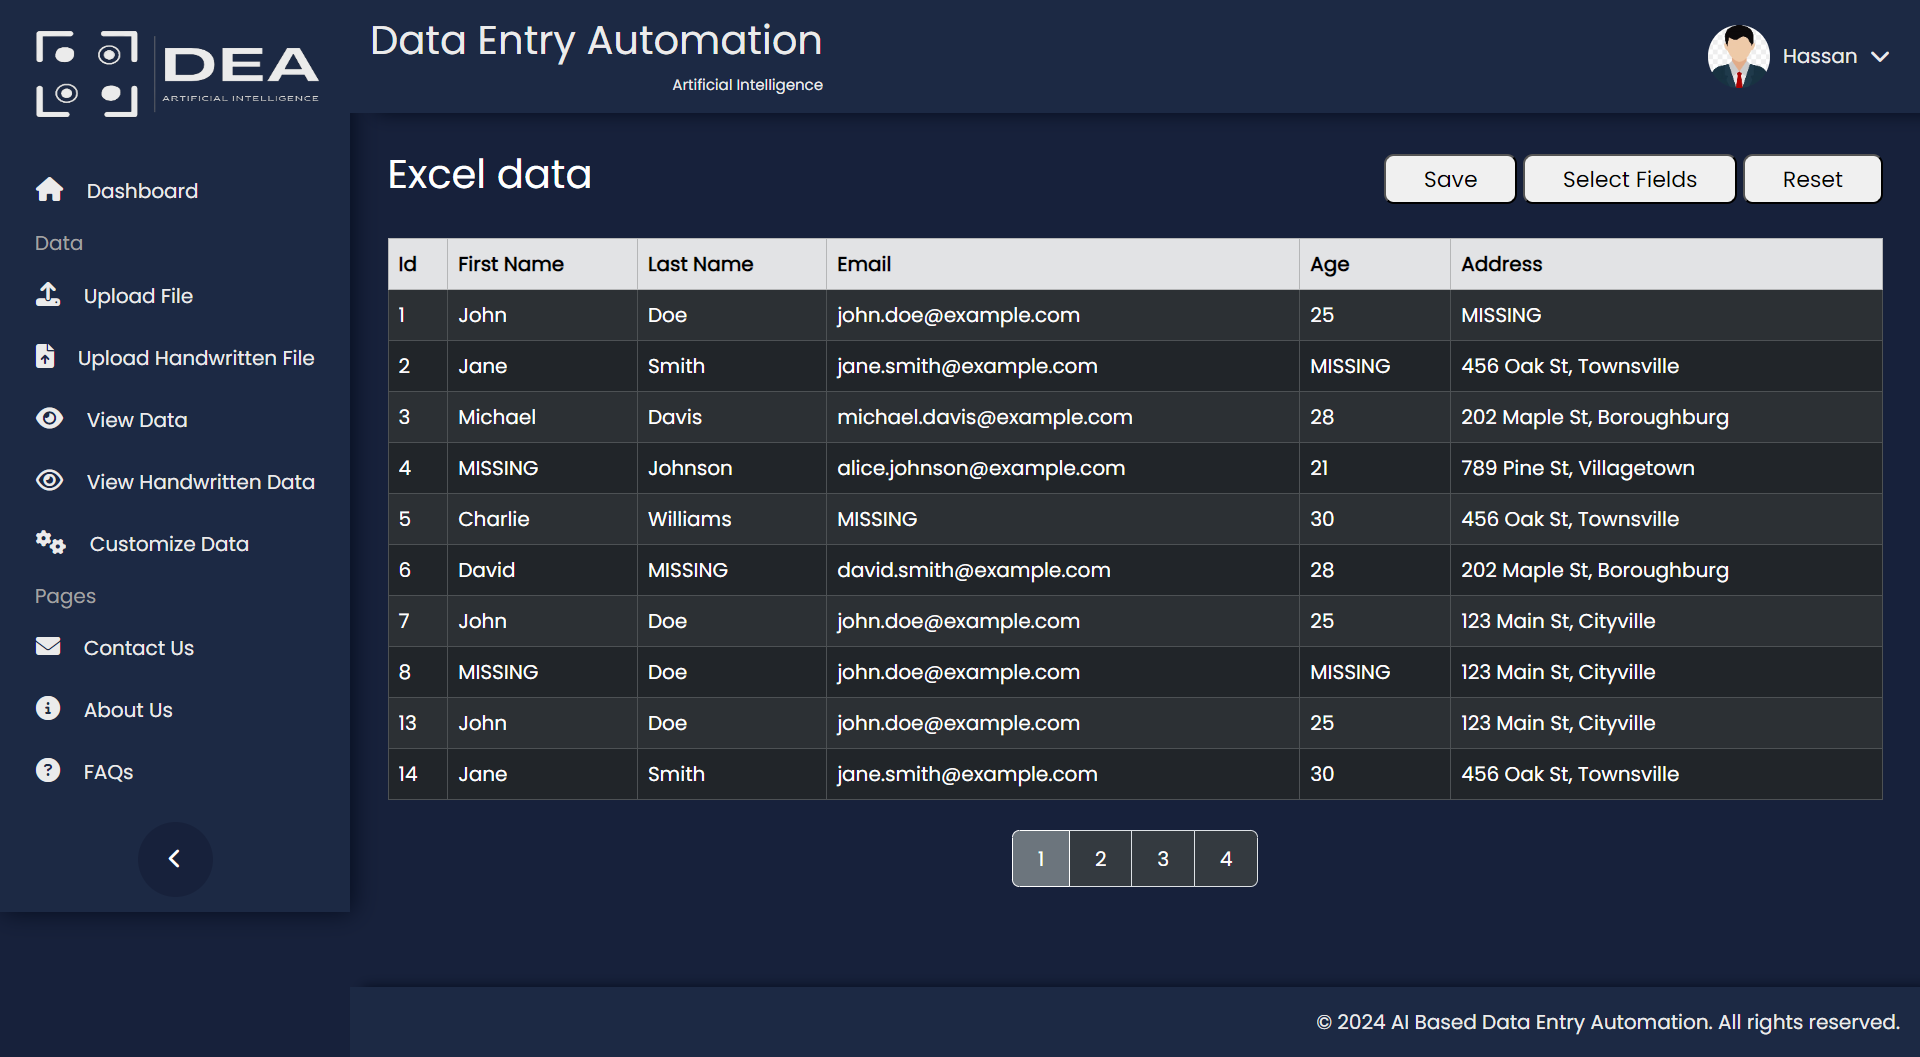 DEA
ARTIFICIAL INTELLIGENCE
Data Entry Automation
Artificial Intelligence
Hassan
Dashboard
Data
Upload File
Upload Handwritten File
View Data
View Handwritten Data
Customize Data
Pages
Contact Us
About Us
FAQs
Excel data
Save Select Fields Reset
Id First Name Last Name Email Age Address
1 John Doe john.doe@example.com 25 MISSING
2 Jane Smith jane.smith@example.com MISSING 456 Oak St, Townsville
3 Michael Davis michael.davis@example.com 28 202 Maple St, Boroughburg
4 MISSING Johnson alice.johnson@example.com 21 789 Pine St, Villagetown
5 Charlie Williams MISSING 30 456 Oak St, Townsville
6 David MISSING david.smith@example.com 28 202 Maple St, Boroughburg
7 John Doe john.doe@example.com 25 123 Main St, Cityville
8 MISSING Doe john.doe@example.com MISSING 123 Main St, Cityville
13 John Doe john.doe@example.com 25 123 Main St, Cityville
14 Jane Smith jane.smith@example.com 30 456 Oak St, Townsville
1 2 3 4
© 2024 AI Based Data Entry Automation. All rights reserved.